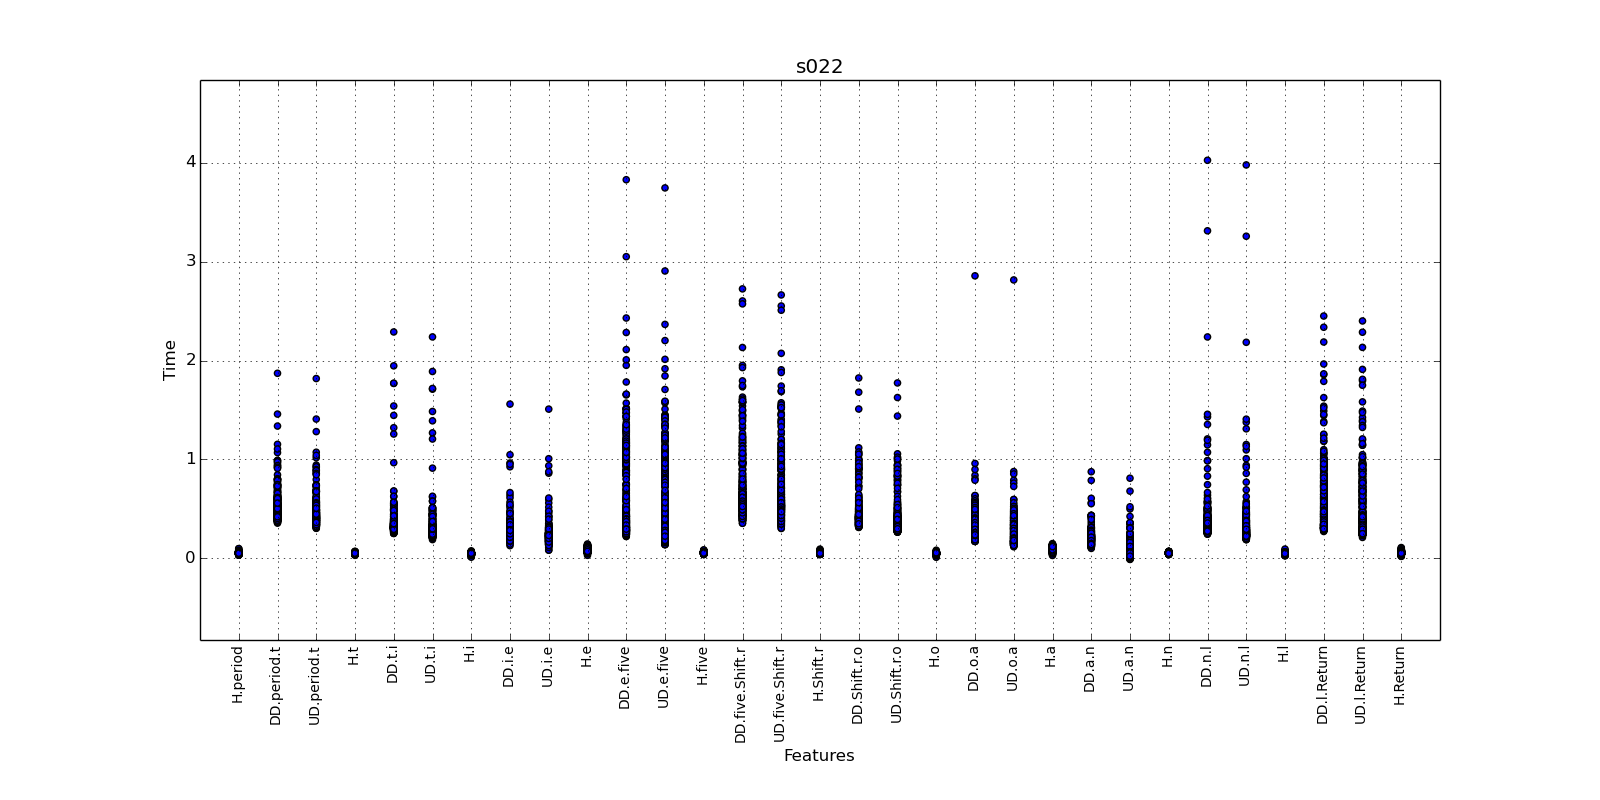 s022
Time
4
3
2
1
0
H.period
DD.period.t
UD.period.t
H.t
DD.t.i
UD.t.i
H.i
DD.i.e
UD.i.e
H.e
DD.e.five
UD.e.five
H.five
DD.five.Shift.r
UD.five.Shift.r
H.Shift.r
DD.Shift.r.o
UD.Shift.r.o
H.o
DD.o.a
UD.o.a
H.a
DD.a.n
UD.a.n
H.n
DD.n.l
UD.n.l
H.l
DD.l.Return
UD.l.Return
H.Return
Features